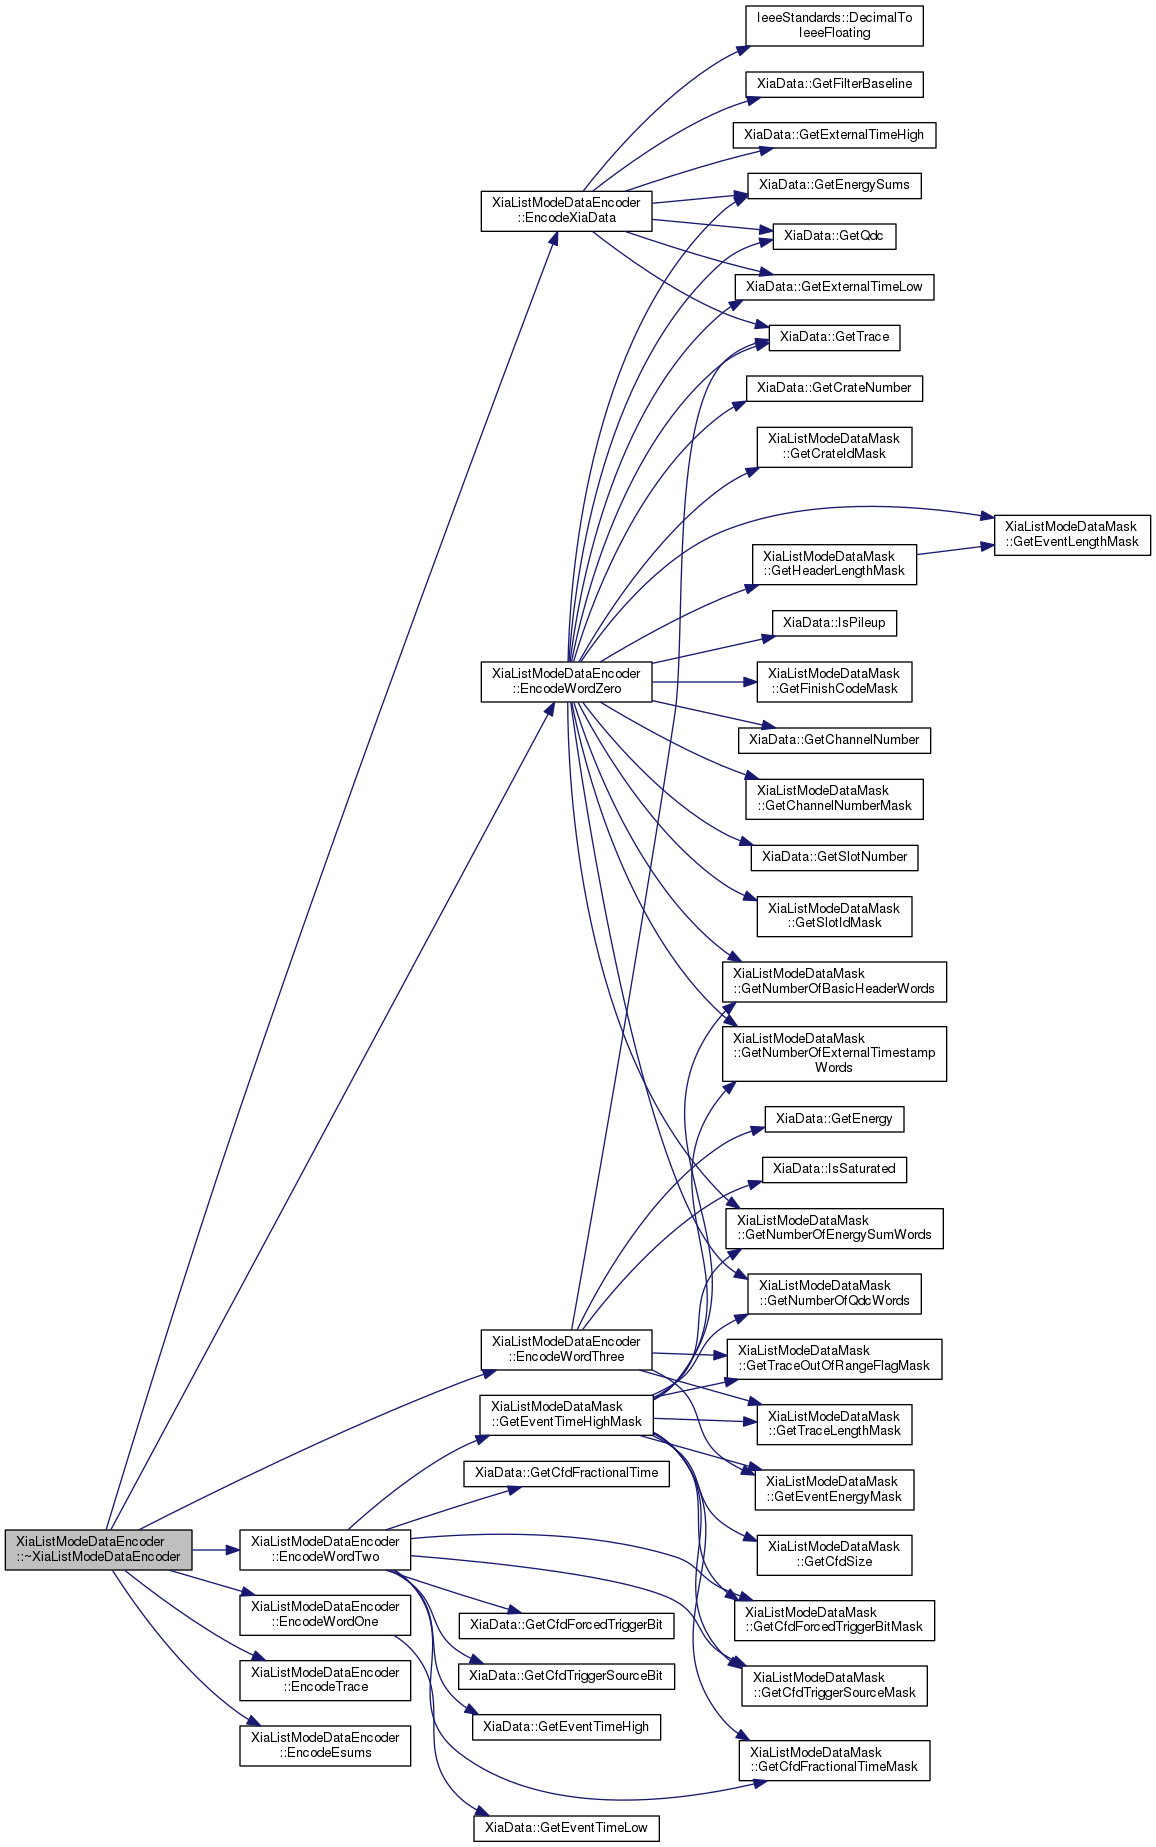 IeeeStandards::DecimalTo
IeeeFloating
XiaData::GetFilterBaseline
XiaData::GetExternalTimeHigh
XiaData::GetEnergySums
XiaListModeDataEncoder
::EncodeXiaData
XiaData::GetQdc
XiaData::GetExternalTimeLow
XiaData::GetTrace
XiaData::GetCrateNumber
XiaListModeDataMask
::GetCrateIdMask
XiaListModeDataMask
::GetEventLengthMask
XiaListModeDataMask
::GetHeaderLengthMask
XiaData::IsPileup
XiaListModeDataEncoder
::EncodeWordZero
XiaListModeDataMask
::GetFinishCodeMask
XiaData::GetChannelNumber
XiaListModeDataMask
::GetChannelNumberMask
XiaData::GetSlotNumber
XiaListModeDataMask
::GetSlotIdMask
XiaListModeDataMask
::GetNumberOfBasicHeaderWords
XiaListModeDataMask
::GetNumberOfExternalTimestamp
Words
XiaData::GetEnergy
XiaData::IsSaturated
XiaListModeDataMask
::GetNumberOfEnergySumWords
XiaListModeDataMask
::GetNumberOfQdcWords
XiaListModeDataEncoder
::EncodeWordThree
XiaListModeDataMask
::GetTraceOutOfRangeFlagMask
XiaListModeDataMask
::GetEventTimeHighMask
XiaListModeDataMask
::GetTraceLengthMask
XiaData::GetCfdFractionalTime
XiaListModeDataMask
::GetEventEnergyMask
XiaListModeDataEncoder
::~XiaListModeDataEncoder
XiaListModeDataEncoder
::EncodeWordTwo
XiaListModeDataMask
::GetCfdSize
XiaListModeDataEncoder
::EncodeWordOne
XiaData::GetCfdForcedTriggerBit
XiaListModeDataMask
::GetCfdForcedTriggerBitMask
XiaListModeDataEncoder
::EncodeTrace
XiaData::GetCfdTriggerSourceBit
XiaListModeDataMask
::GetCfdTriggerSourceMask
XiaData::GetEventTimeHigh
XiaListModeDataEncoder
::EncodeEsums
XiaListModeDataMask
::GetCfdFractionalTimeMask
XiaData::GetEventTimeLow